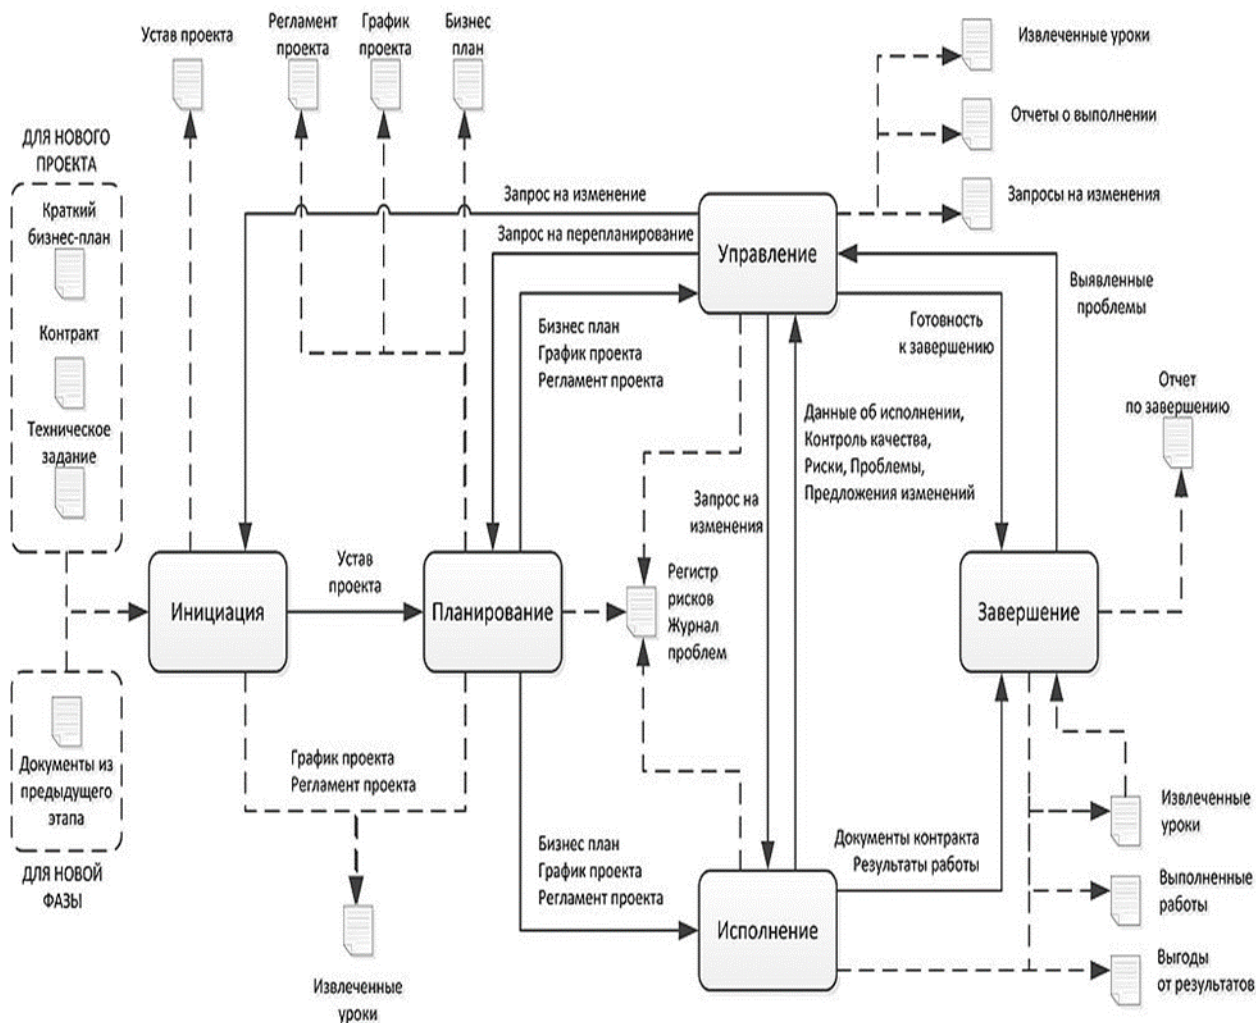 Устав проекта
Регламент
проекта
График
проекта
Бизнес
план
Извлеченные уроки
Отчеты о выполнении
Запросы на изменения
ДЛЯ НОВОГО
ПРОЕКТА
Краткий
бизнес-план
Контракт
Техническое
задание
Запрос на изменение
Запрос на перепланирование
Управление
Бизнес план
График проекта
Регламент проекта
Готовность
к завершению
Выявленные
проблемы
Отчет
по завершению
Данные об исполнении,
Контроль качества,
Риски, Проблемы,
Предложения изменений
Запрос на
изменения
Инициация
Устав
проекта
Планирование
Регистр
рисков
Журнал
проблем
Завершение
Документы из
предыдущего
этапа
ДЛЯ НОВОЙ
ФАЗЫ
График проекта
Регламент проекта
Извлеченные
уроки
Бизнес план
График проекта
Регламент проекта
Исполнение
Документы контракта
Результаты работы
Извлеченные
уроки
Выполненные
работы
Выгоды
от результатов